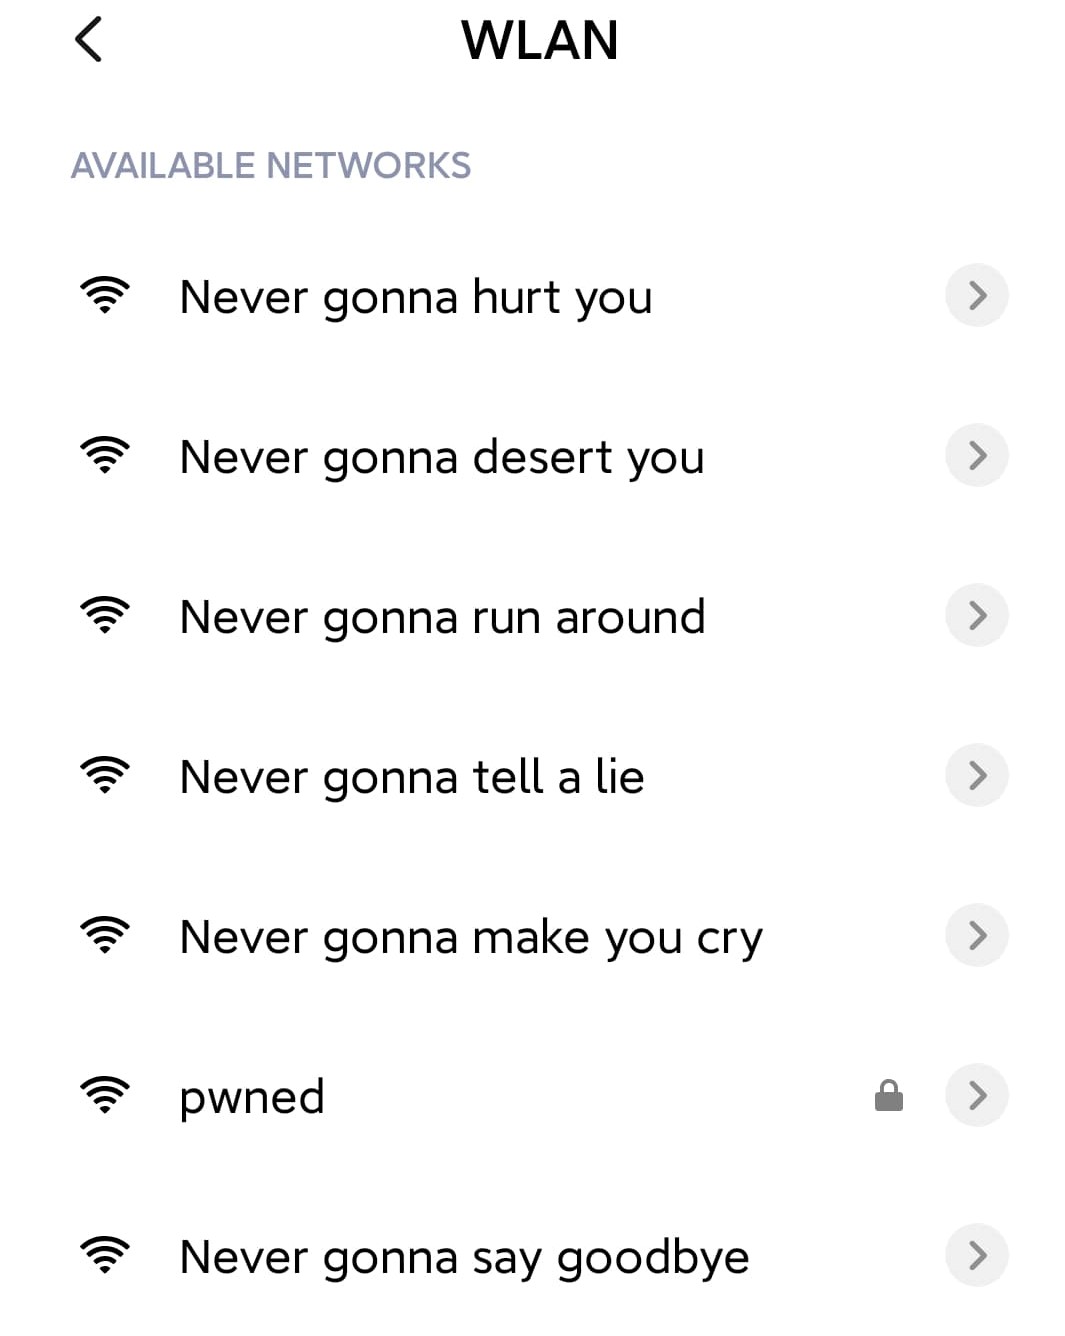 WLAN
AVAILABLE NETWORKS
Never gonna hurt you
Never gonna desert you
Never gonna run around
Never gonna tell a lie
Never gonna make you cry
pwned
Never gonna say goodbye